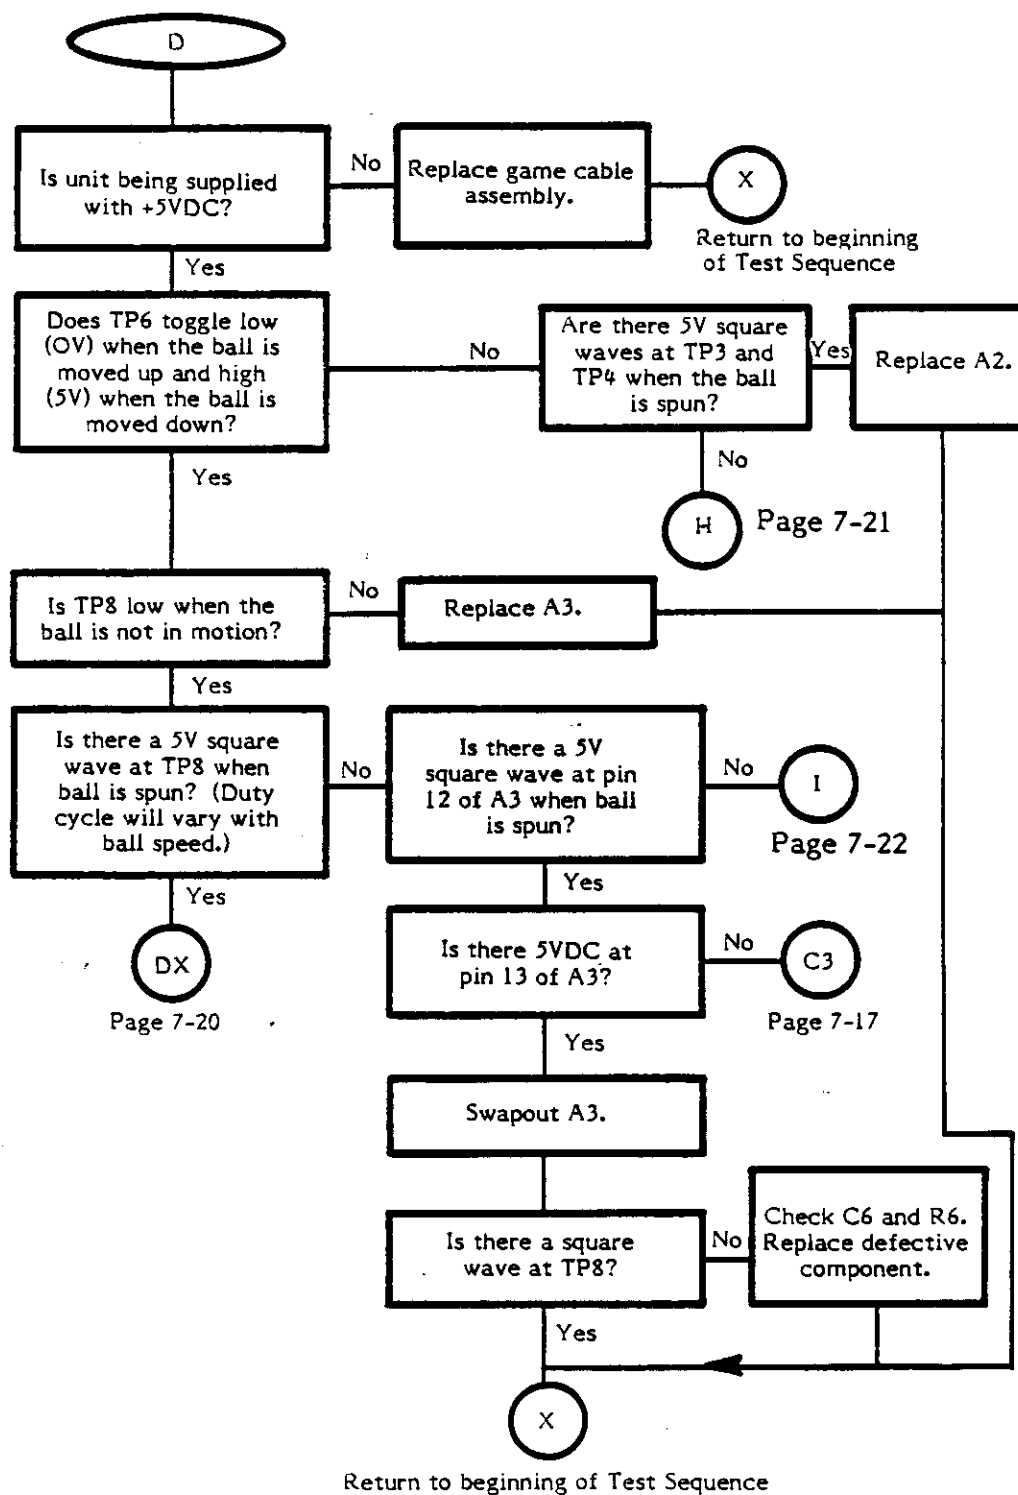 D
Is unit being supplied
with +5VDC?
No
Replace game cable
assembly.
X
Return to beginning
of Test Sequence
Yes
Does TP6 toggle low
(OV) when the ball is
moved up and high
(5V) when the ball is
moved down?
No
Are there 5V square
waves at TP3 and
TP4 when the ball
is spun?
Yes
Replace A2.
No
H
Page 7-21
Yes
Is TP8 low when the
ball is not in motion?
No
Replace A3.
Yes
Is there a 5V square
wave at TP8 when
ball is spun? (Duty
cycle will vary with
ball speed.)
No
Is there a 5V
square wave at pin
12 of A3 when ball
is spun?
No
I
Page 7-22
Yes
DX
Page 7-20
Yes
Is there 5VDC at
pin 13 of A3?
No
C3
Page 7-17
Yes
Swapout A3.
Is there a square
wave at TP8?
No
Check C6 and R6.
Replace defective
component.
Yes
X
Return to beginning of Test Sequence